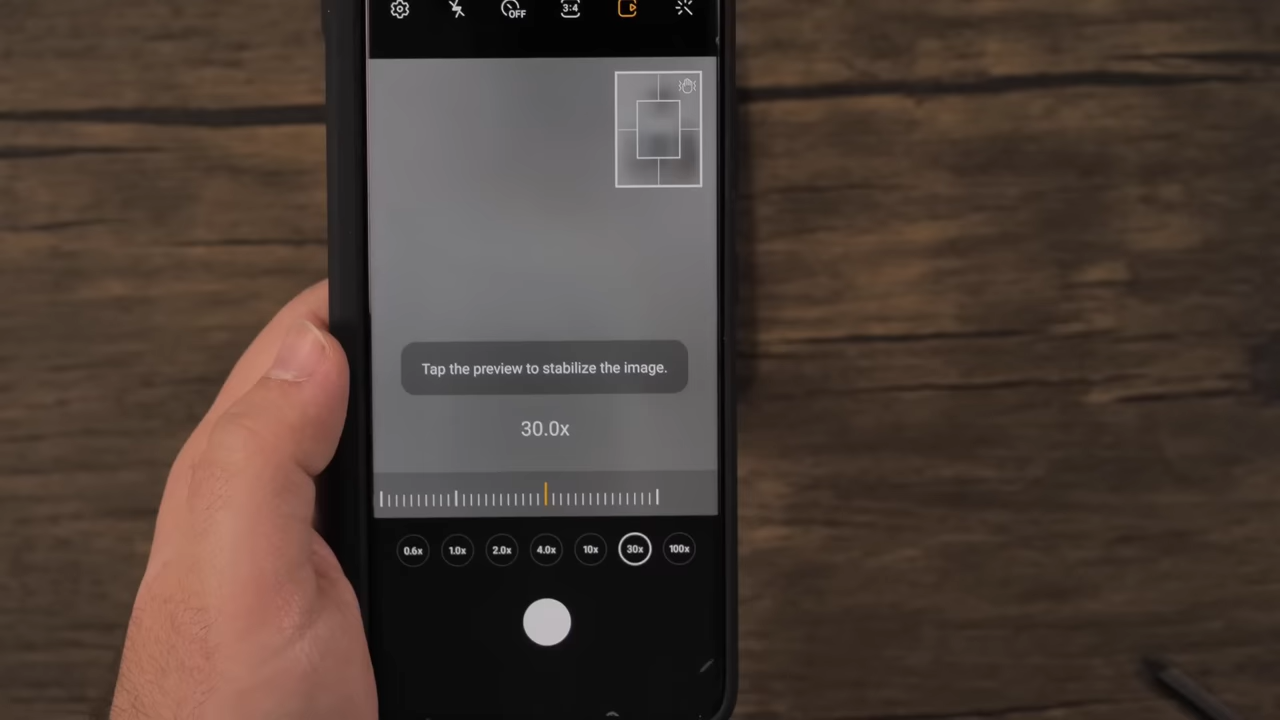 OFF
3:4
Tap the preview to stabilize the image.
30.0x
0.6x 1.0x 2.0x 4.0x 10x 30x 100x